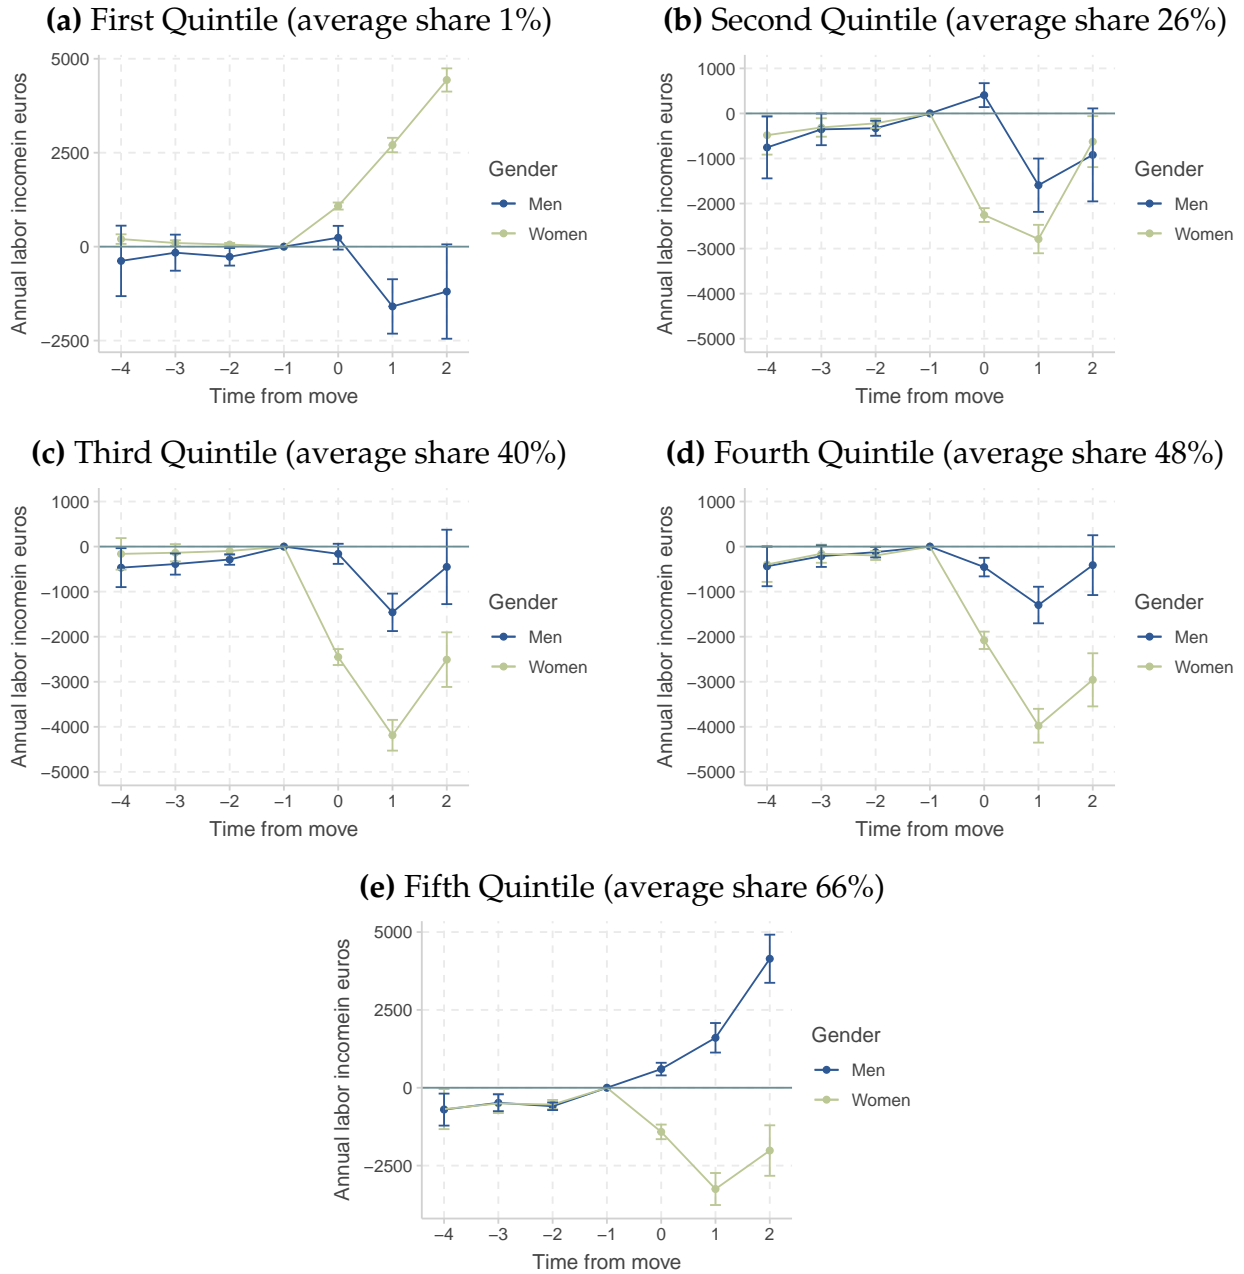 (a) First Quintile (average share 1%)
Annual labor incomein euros
5000
2500
0
−2500
−4 −3 −2 −1 0 1 2
Time from move
Gender
Men
Women
(b) Second Quintile (average share 26%)
Annual labor incomein euros
1000
0
−1000
−2000
−3000
−4000
−5000
−4 −3 −2 −1 0 1 2
Time from move
Gender
Men
Women
(c) Third Quintile (average share 40%)
Annual labor incomein euros
1000
0
−1000
−2000
−3000
−4000
−5000
−4 −3 −2 −1 0 1 2
Time from move
Gender
Men
Women
(d) Fourth Quintile (average share 48%)
Annual labor incomein euros
1000
0
−1000
−2000
−3000
−4000
−5000
−4 −3 −2 −1 0 1 2
Time from move
Gender
Men
Women
(e) Fifth Quintile (average share 66%)
Annual labor incomein euros
5000
2500
0
−2500
−4 −3 −2 −1 0 1 2
Time from move
Gender
Men
Women